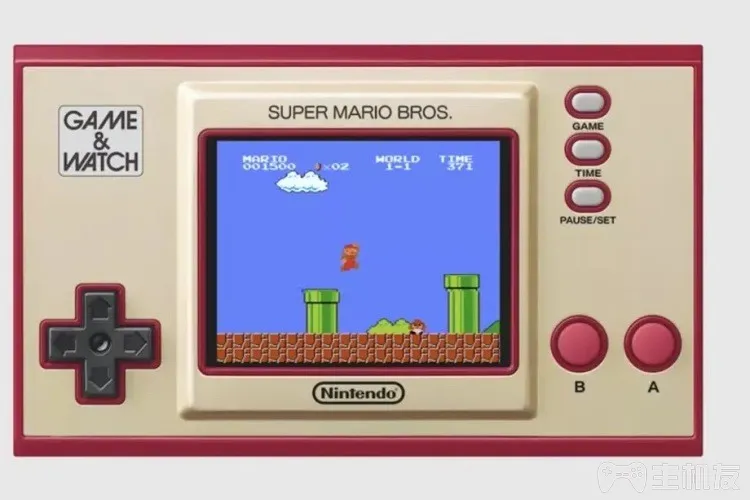 SUPER MARIO BROS.
GAME
&
WATCH
MARIO
WORLD
TIME
001500
×02
1-1
371
GAME
TIME
PAUSE/SET
B
A
Nintendo
主机友